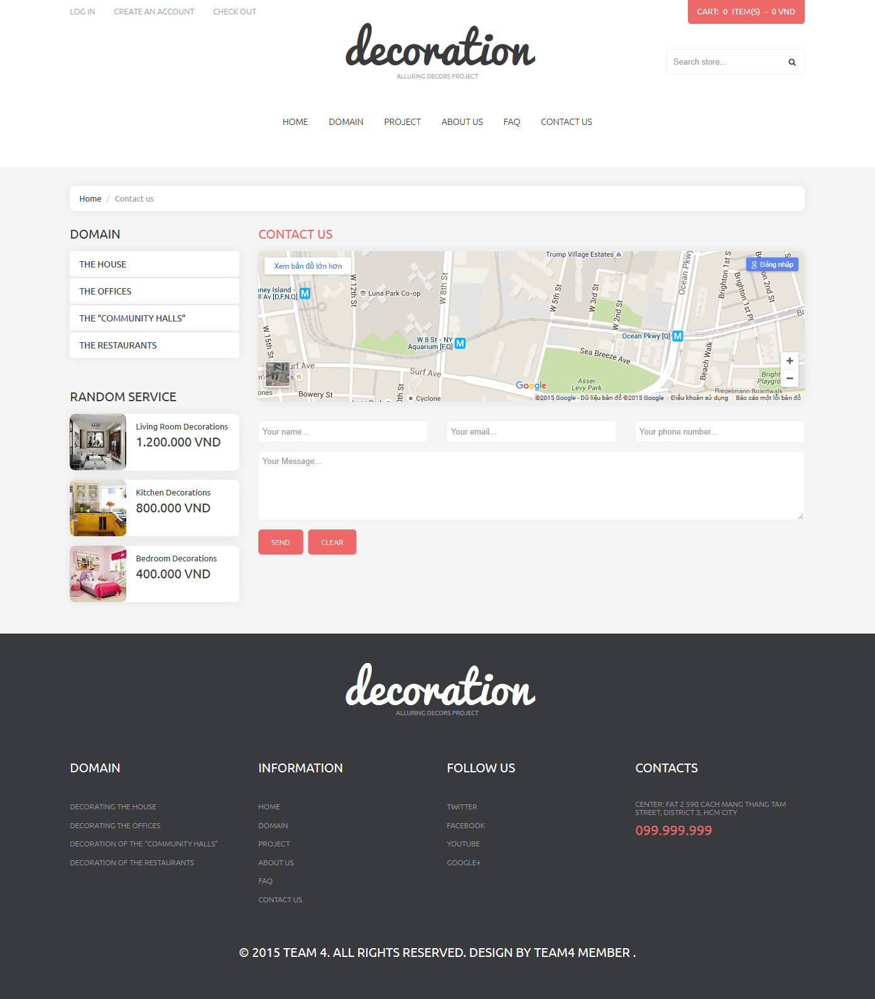 LOG IN CREATE AN ACCOUNT CHECK OUT
CART: 0 ITEM(S) – 0 VND
decoration
ALLURING DECORS PROJECT
Search store...
HOME DOMAIN PROJECT ABOUT US FAQ CONTACT US
Home / Contact us
DOMAIN
THE HOUSE
THE OFFICES
THE “COMMUNITY HALLS”
THE RESTAURANTS
RANDOM SERVICE
Living Room Decorations
1.200.000 VND
Kitchen Decorations
800.000 VND
Bedroom Decorations
400.000 VND
CONTACT US
Xem bản đồ lớn hơn
Trump Village Estates
Đăng nhập
oney Island -
ll Av [D,F,N,Q]
M
W 12th St
Luna Park Co-op
W 8th St
W 5th St
W 3rd St
W 2nd St
Ocean Pkwy
Brighton 1st S
Brighton 1st Pl
Brighton 2nd St
Br
W 15th St
W 8 St - NY
Aquarium [F,Q]
M
Ocean Pkwy [Q]
M
Sea Breeze Ave
Beach Walk
urf Ave
Surf Ave
Asser
Levy Park
Bright
Playgro
Bowery St
10th St
Cyclone
Google
Riegelmann Boardwalk
©2015 Google - Dữ liệu bản đồ ©2015 Google
Điều khoản sử dụng
Báo cáo một lỗi bản đồ
Your name...
Your email...
Your phone number...
Your Message...
SEND CLEAR
decoration
ALLURING DECORS PROJECT
DOMAIN
DECORATING THE HOUSE
DECORATING THE OFFICES
DECORATION OF THE “COMMUNITY HALLS”
DECORATION OF THE RESTAURANTS
INFORMATION
HOME
DOMAIN
PROJECT
ABOUT US
FAQ
CONTACT US
FOLLOW US
TWITTER
FACEBOOK
YOUTUBE
GOOGLE+
CONTACTS
CENTER: FAT 2 590 CACH MANG THANG TAM
STREET, DISTRICT 3, HCM CITY
099.999.999
© 2015 TEAM 4. ALL RIGHTS RESERVED. DESIGN BY TEAM4 MEMBER .